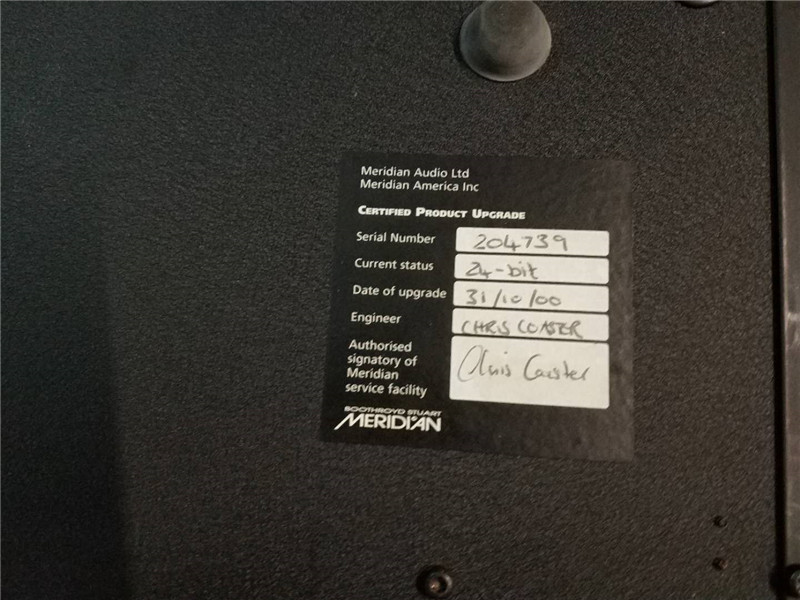 Meridian Audio Ltd
Meridian America Inc
CERTIFIED PRODUCT UPGRADE
Serial Number 204739
Current status 24-bit
Date of upgrade 31/10/00
Engineer CHRIS
Authorised
signatory of
Meridian
service facility
Chris
BOOTHROYD STUART
MERIDIAN